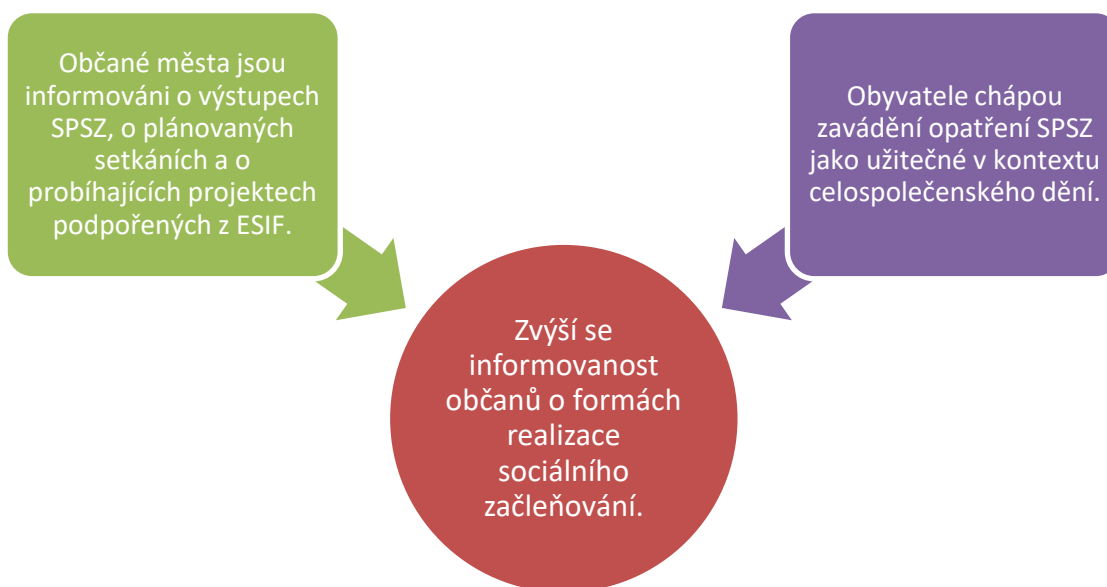 Občané města jsou
informováni o výstupech
SPSZ, o plánovaných
setkáních a o
probíhajících projektech
podpořených z ESIF.
Obyvatele chápou
zavádění opatření SPSZ
jako užitečné v kontextu
celospolečenského dění.
Zvýší se
informovanost
občanů o formách
realizace
sociálního
začleňování.